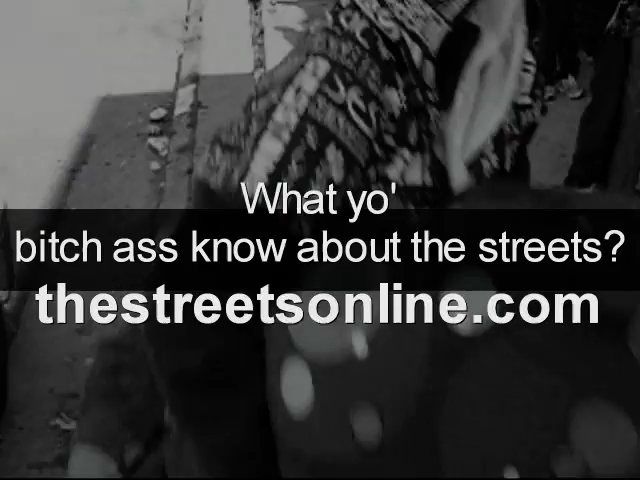 What yo'
bitch ass know about the streets?
thestreetsonline.com